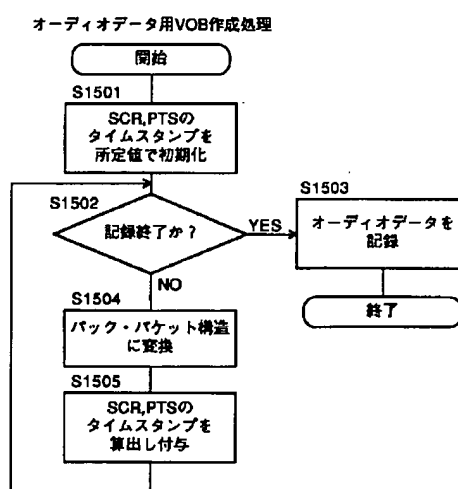 オーディオデータ用VOB作成処理
開始
S1501
SCR,PTSの
タイムスタンプを
所定値で初期化
S1502
記録終了か?
YES
S1503
オーディオデータを
記録
終了
NO
S1504
パック・パケット構造
に変換
S1505
SCR,PTSの
タイムスタンプを
算出し付与